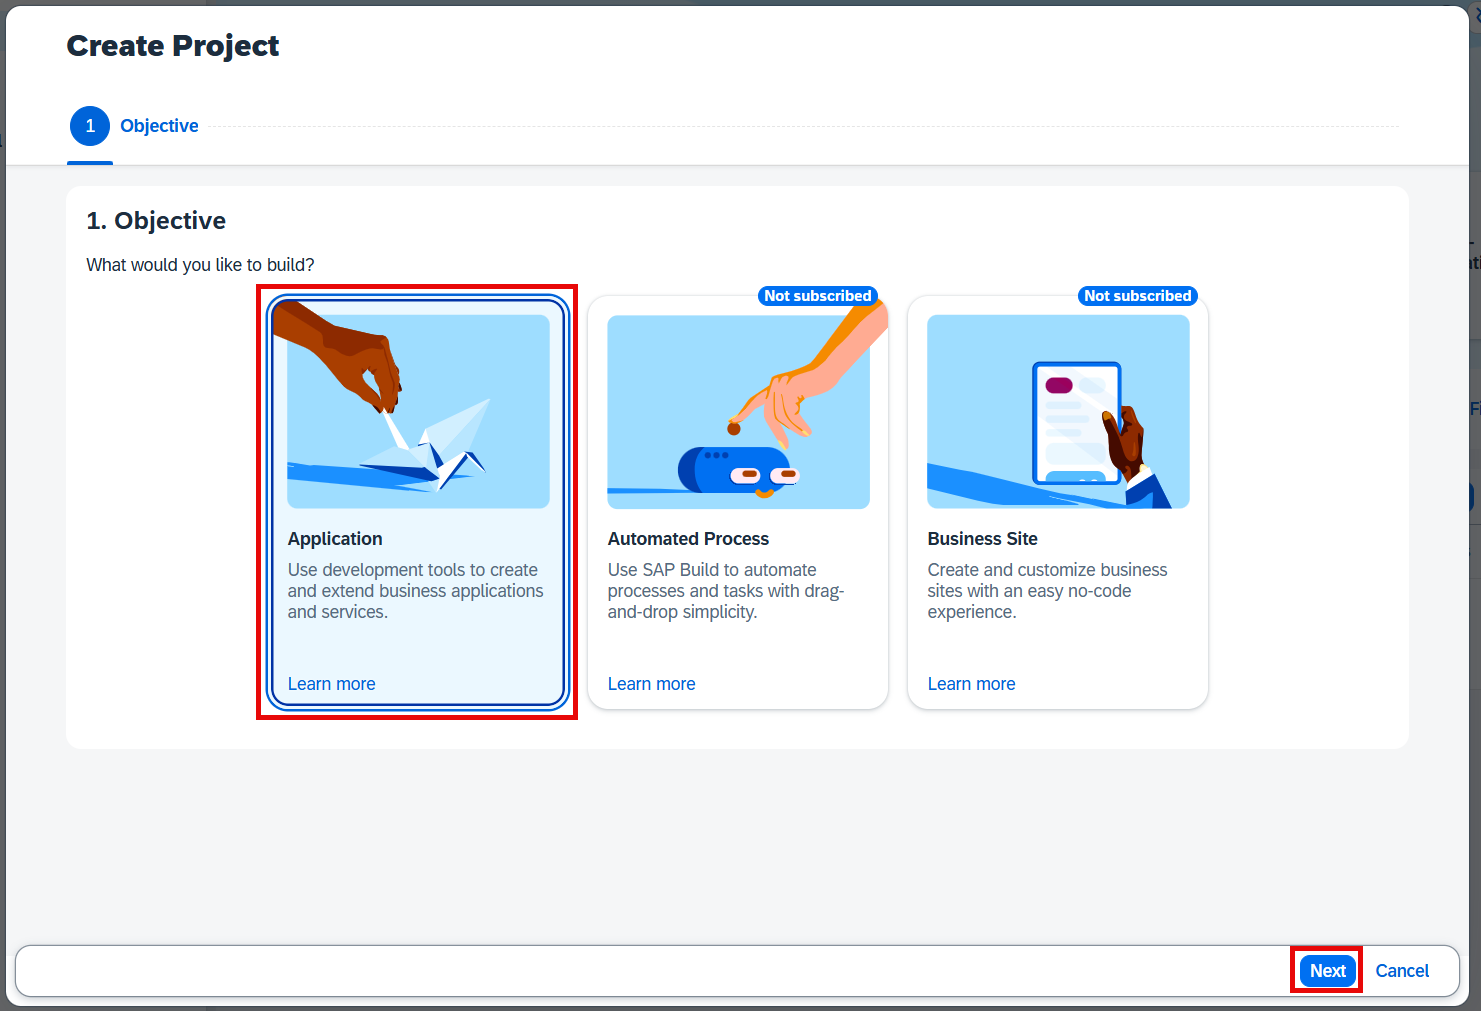 Create Project
1 Objective
1. Objective
What would you like to build?
Application
Use development tools to create
and extend business applications
and services.
Learn more
Not subscribed
Automated Process
Use SAP Build to automate
processes and tasks with drag-
and-drop simplicity.
Learn more
Not subscribed
Business Site
Create and customize business
sites with an easy no-code
experience.
Learn more
Next
Cancel